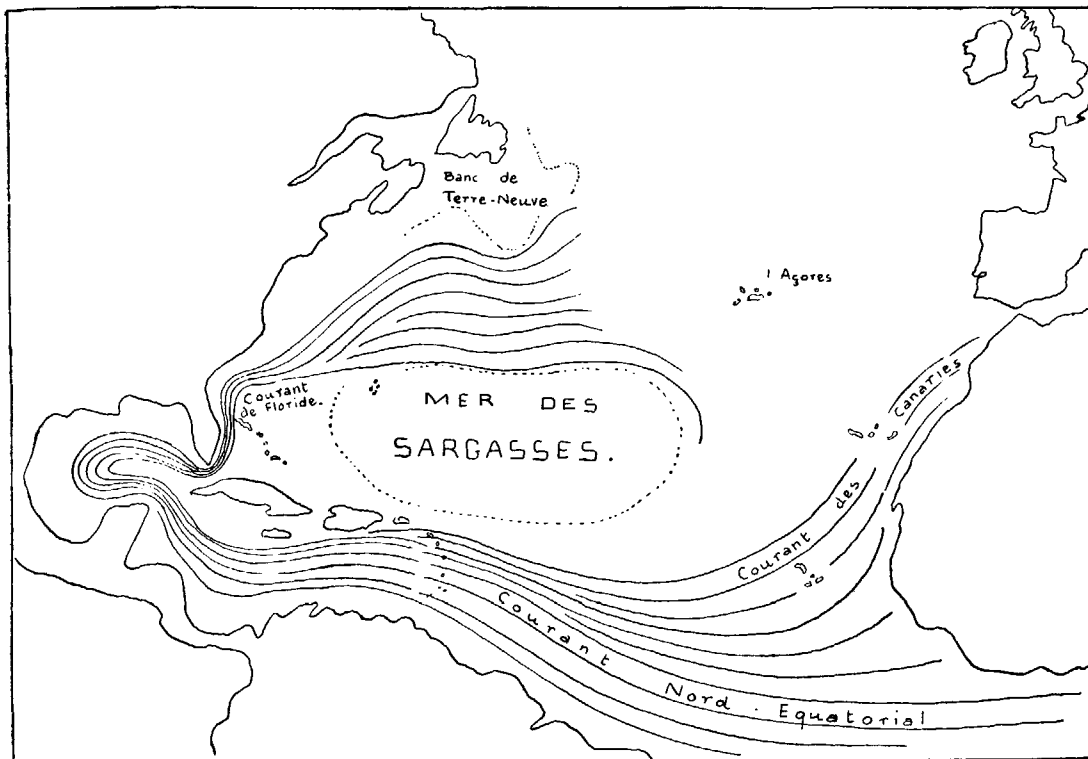 Banc de
Terre-Neuve
Açores
Courant
de Floride.
MER DES
SARGASSES.
Courant des Canaries
Courant Nord. Equatorial